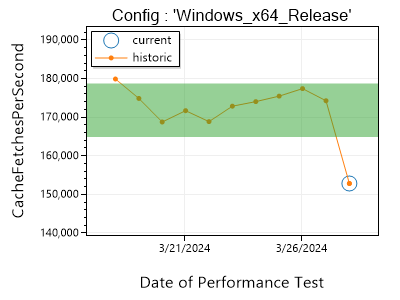 Config : 'Windows_x64_Release'
current
historic
190,000
180,000
170,000
160,000
150,000
140,000
CacheFetchesPerSecond
3/21/2024
3/26/2024
Date of Performance Test